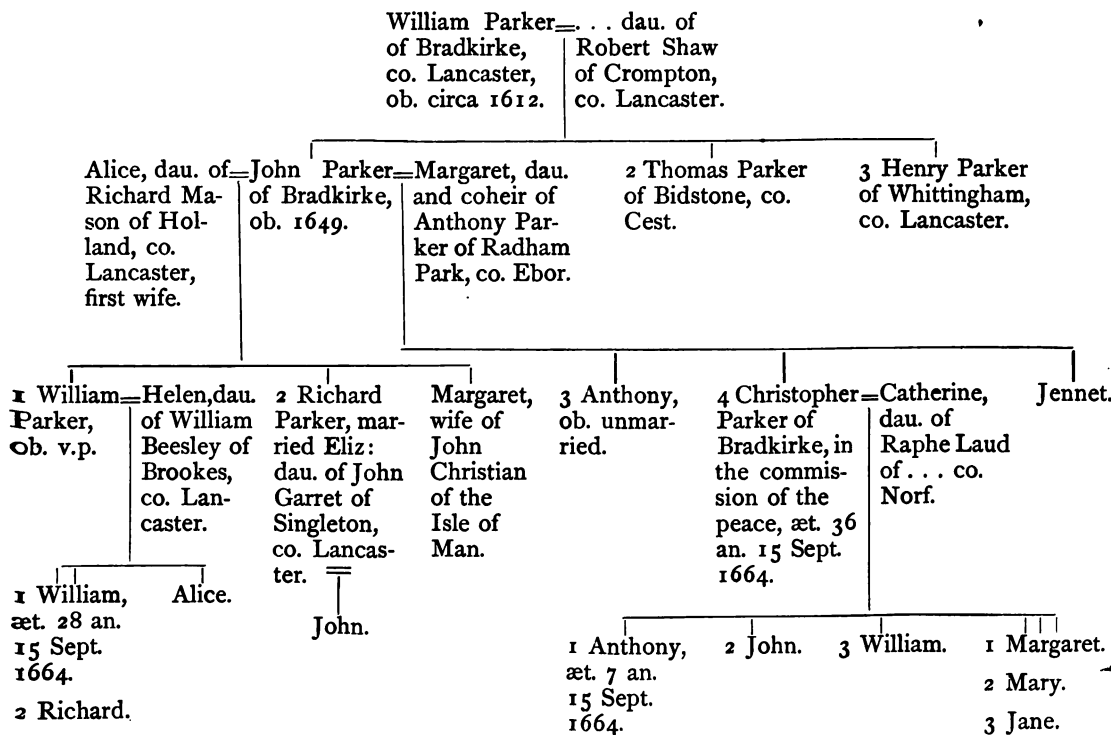 William Parker=. . . dau. of
of Bradkirke, Robert Shaw
co. Lancaster, of Crompton,
ob. circa 1612. co. Lancaster.
Alice, dau. of=John Parker=Margaret, dau.
Richard Ma-
son of Hol-
land, co.
Lancaster,
first wife.
of Bradkirke,
ob. 1649.
and coheir of
Anthony Par-
ker of Radham
Park, co. Ebor.
2 Thomas Parker
of Bidstone, co.
Cest.
3 Henry Parker
of Whittingham,
co. Lancaster.
1 William=Helen,dau.
Parker,
ob. v.p.
of William
Beesley of
Brookes,
co. Lan-
caster.
2 Richard
Parker, mar-
ried Eliz:
dau. of John
Garret of
Singleton,
co. Lancas-
ter.
Margaret,
wife of
John
Christian
of the
Isle of
Man.
3 Anthony,
ob. unmar-
ried.
4 Christopher=Catherine,
Parker of
Bradkirke, in
the commis-
sion of the
peace, æt. 36
an. 15 Sept.
1664.
dau. of
Raphe Laud
of . . . co.
Norf.
Jennet.
1 William,
æt. 28 an.
15 Sept.
1664.
2 Richard.
Alice.
John.
1 Anthony,
æt. 7 an.
15 Sept.
1664.
2 John.
3 William.
1 Margaret.
2 Mary.
3 Jane.